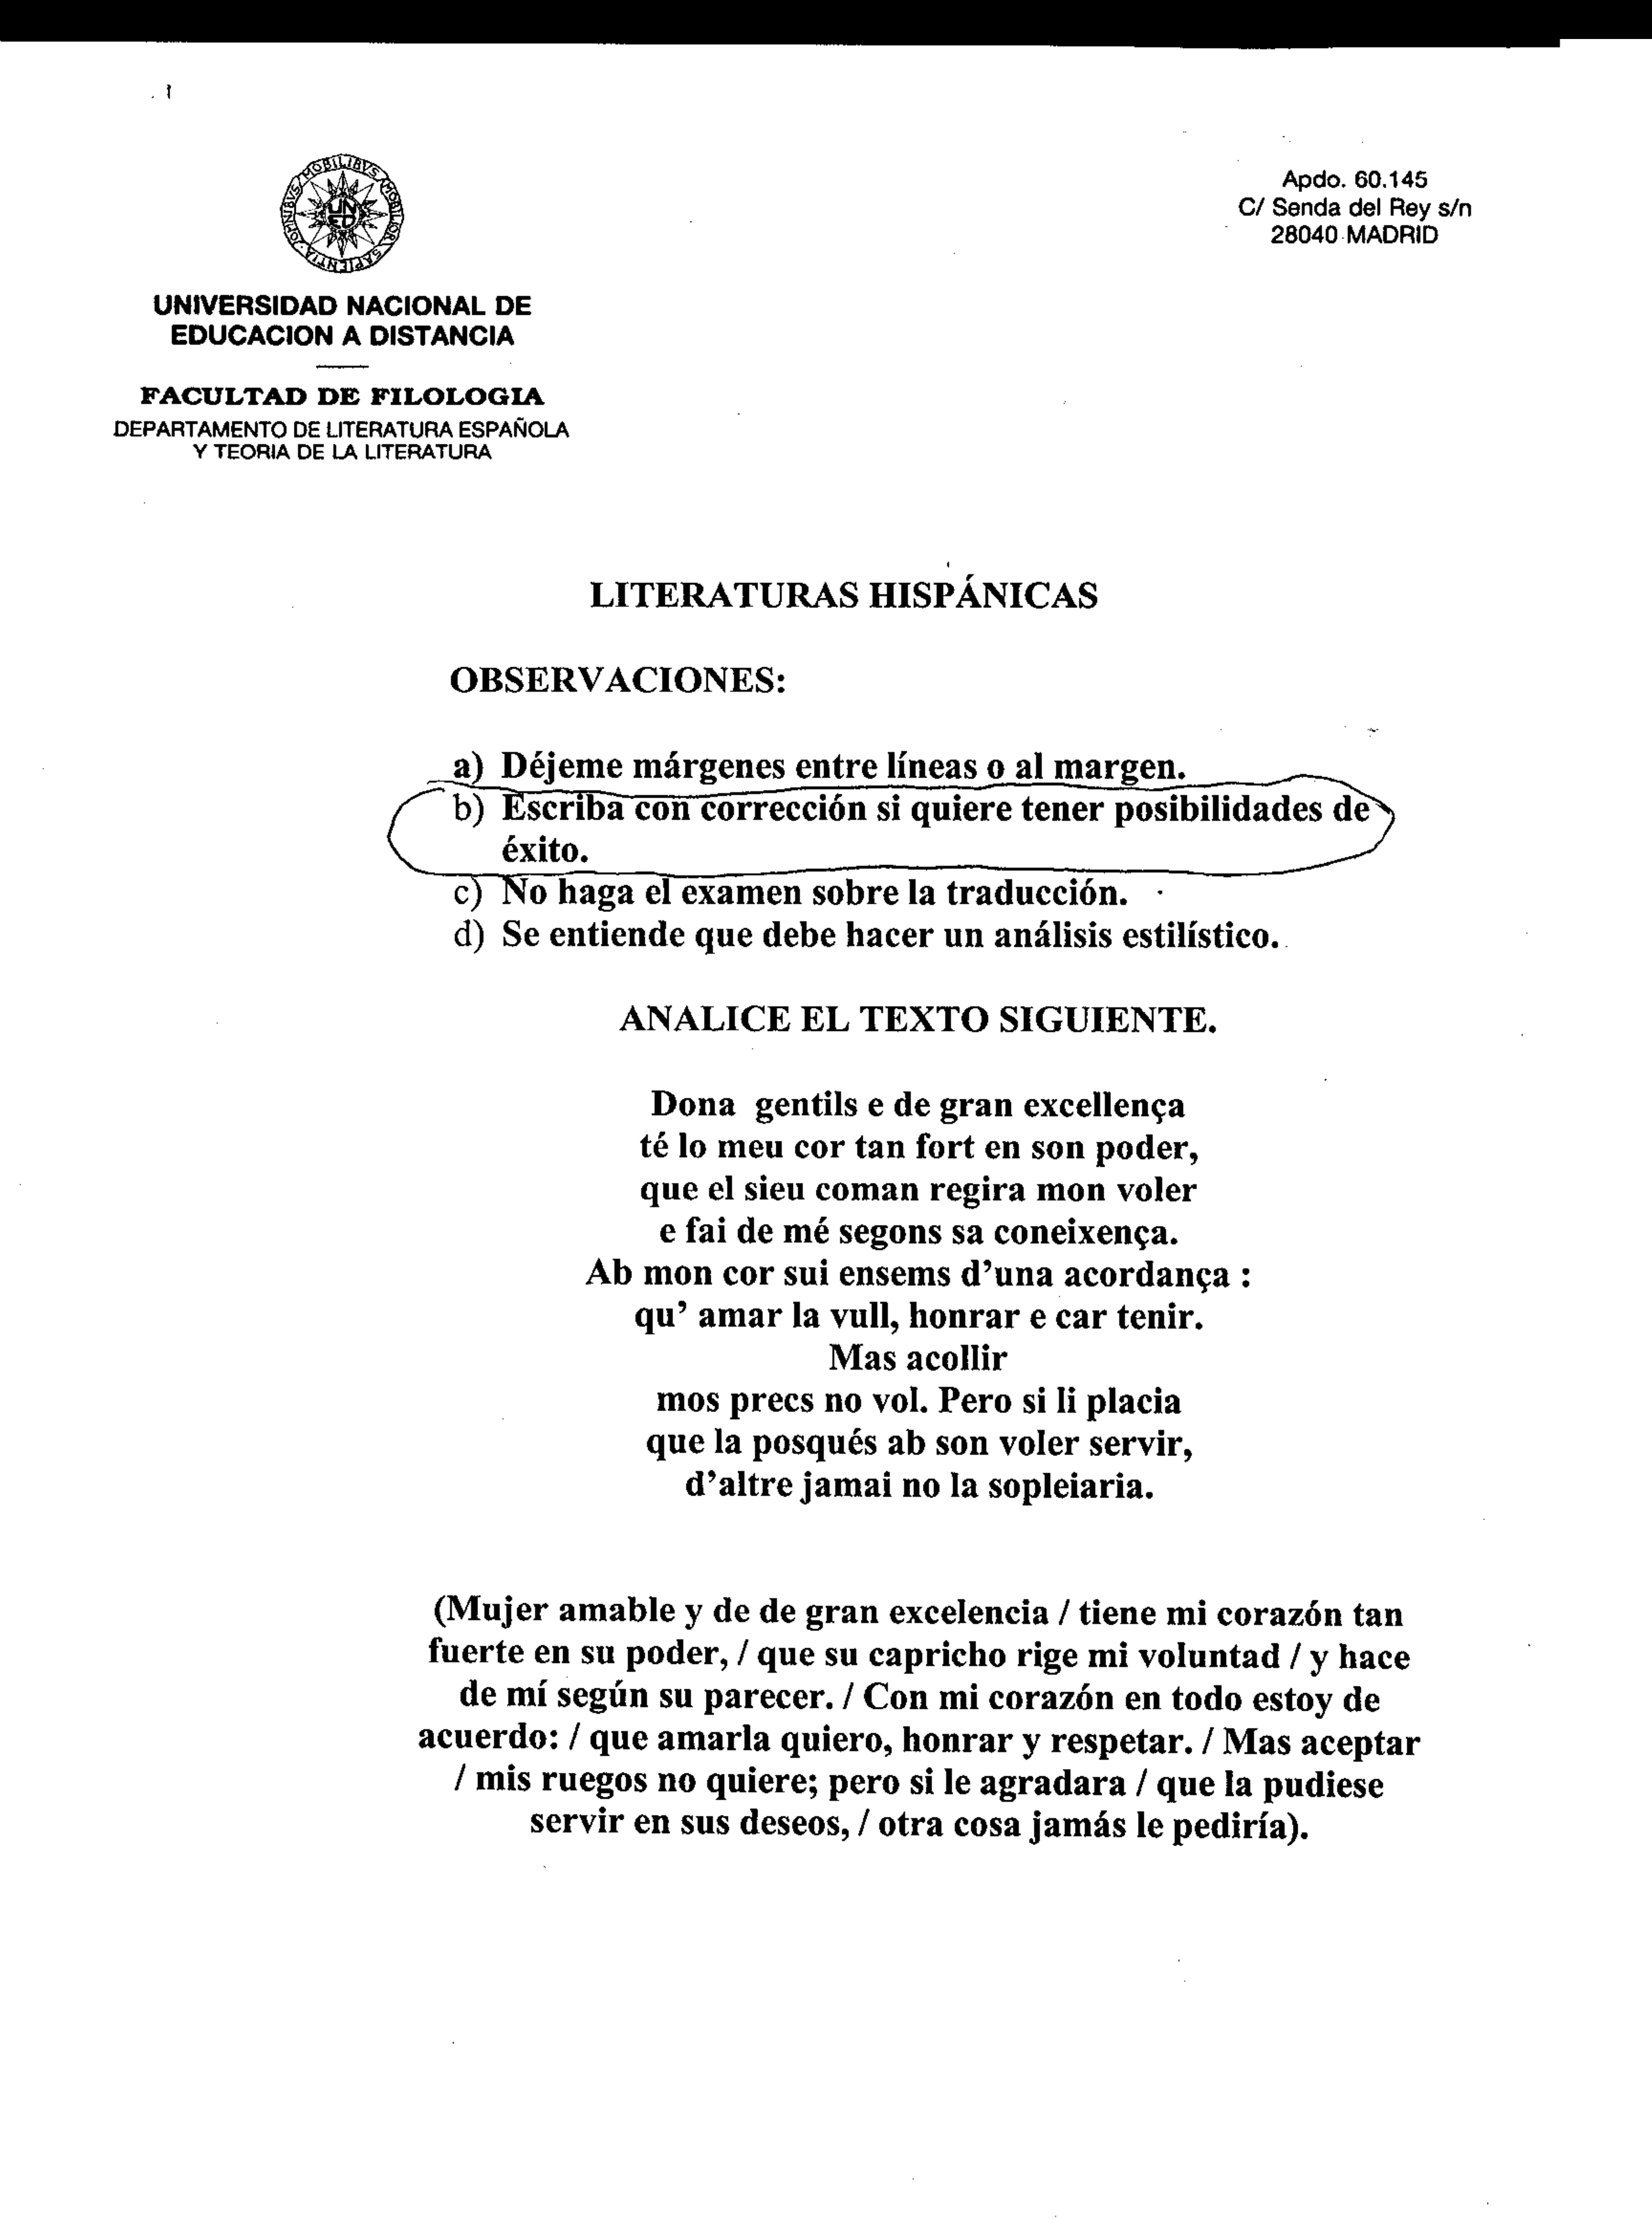 OMNIBVS MOBILIBVS MOBILIOR SAPIENTIA
UNED
UNIVERSIDAD NACIONAL DE
EDUCACION A DISTANCIA
FACULTAD DE FILOLOGIA
DEPARTAMENTO DE LITERATURA ESPAÑOLA
Y TEORIA DE LA LITERATURA
Apdo. 60.145
C/ Senda del Rey s/n
28040 MADRID
LITERATURAS HISPÁNICAS
OBSERVACIONES:
a) Déjeme márgenes entre líneas o al margen.
b) Escriba con corrección si quiere tener posibilidades de
éxito.
c) No haga el examen sobre la traducción.
d) Se entiende que debe hacer un análisis estilístico.
ANALICE EL TEXTO SIGUIENTE.
Dona gentils e de gran excellença
té lo meu cor tan fort en son poder,
que el sieu coman regira mon voler
e fai de mé segons sa coneixença.
Ab mon cor sui ensems d'una acordança :
qu' amar la vull, honrar e car tenir.
Mas acollir
mos precs no vol. Pero si li placia
que la posqués ab son voler servir,
d'altre jamai no la sopleiaria.
(Mujer amable y de de gran excelencia / tiene mi corazón tan
fuerte en su poder, / que su capricho rige mi voluntad / y hace
de mí según su parecer. / Con mi corazón en todo estoy de
acuerdo: / que amarla quiero, honrar y respetar. / Mas aceptar
/ mis ruegos no quiere; pero si le agradara / que la pudiese
servir en sus deseos, / otra cosa jamás le pediría).